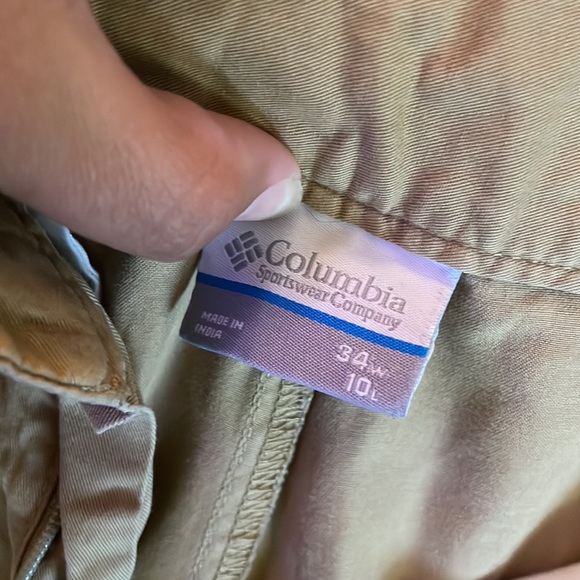 Columbia
Sportswear Company
MADE IN
INDIA
34W
10L